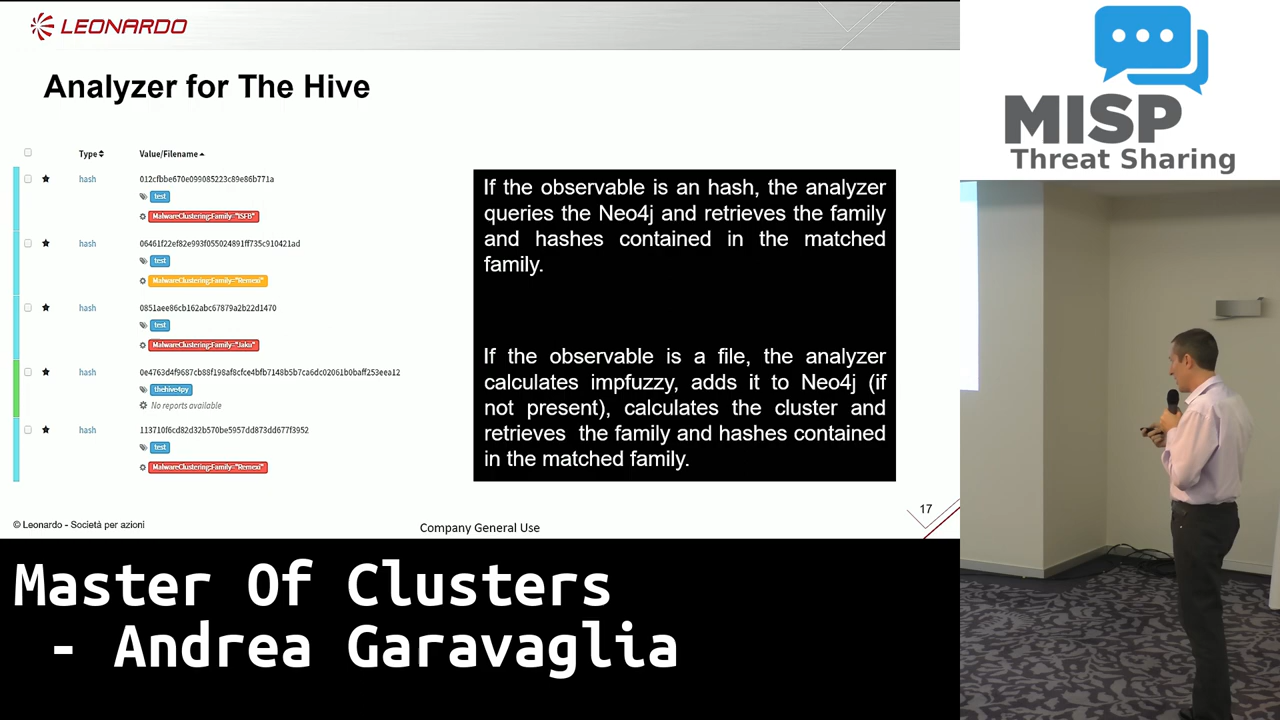 LEONARDO
Analyzer for The Hive
Type
Value/Filename
hash
012cfbbe670e099085223c89e86b771a
test
MalwareClustering:Family="ISFB"
hash
06461f22ef82e993f055024891ff735c910421ad
test
MalwareClustering:Family="Remexi"
hash
0851aee86cb162abc67879a2b22d1470
test
MalwareClustering:Family="Jaku"
hash
0e4763d4f9687cb88f198af8cfce4bfb7148b5b7ca6dc02061b0baff253eea12
thehive4py
No reports available
hash
113710f6cd82d32b570be5957dd873dd677f3952
test
MalwareClustering:Family="Remexi"
If the observable is an hash, the analyzer
queries the Neo4j and retrieves the family
and hashes contained in the matched
family.
If the observable is a file, the analyzer
calculates impfuzzy, adds it to Neo4j (if
not present), calculates the cluster and
retrieves the family and hashes contained
in the matched family.
17
© Leonardo - Società per azioni
Company General Use
MISP
Threat Sharing
Master Of Clusters
- Andrea Garavaglia